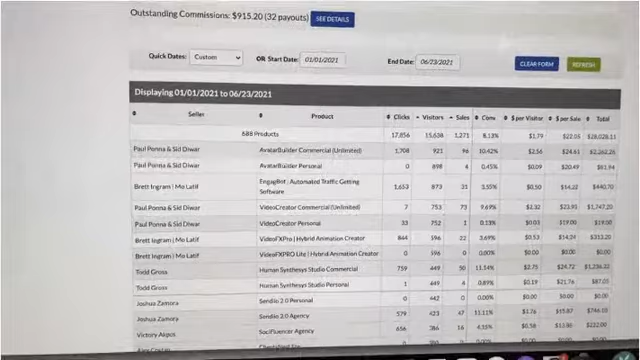 Outstanding Commissions: $915.20 (32 payouts) SEE DETAILS
Quick Dates: Custom OR Start Date: 01/01/2021 End Date: 06/23/2021 CLEAR FORM REFRESH
Displaying 01/01/2021 to 06/23/2021
Seller Product Clicks Visitors Sales Conv $ per Visitor $ per Sale Total
688 Products 17,856 15,638 1,271 8.13% $1.79 $22.05 $28,028.11
Paul Ponna & Sid Diwar AvatarBuilder Commercial (Unlimited) 1,708 921 96 10.42% $2.56 $24.61 $2,362.26
Paul Ponna & Sid Diwar AvatarBuilder Personal 0 898 4 0.45% $0.09 $20.49 $81.94
Brett Ingram | Mo Latif EngageBot | Automated Traffic Getting
Software 1,653 873 31 3.55% $0.50 $14.22 $440.70
Paul Ponna & Sid Diwar VideoCreator Commercial (Unlimited) 7 753 73 9.69% $2.32 $23.93 $1,747.20
Paul Ponna & Sid Diwar VideoCreator Personal 33 752 1 0.13% $0.03 $19.00 $19.00
Brett Ingram | Mo Latif VideoFXPro | Hybrid Animation Creator 844 596 22 3.69% $0.53 $14.24 $313.20
Brett Ingram | Mo Latif VideoFXPRO Lite | Hybrid Animation Creator 0 596 0 0.00% $0.00 $0.00 $0.00
Todd Gross Human Synthesys Studio Commercial 759 449 50 11.14% $2.75 $24.72
Todd Gross Human Synthesys Studio Personal 1 449 4 0.89% $0.19 $21.76 $87.05
Joshua Zamora Sendiio 2.0 Personal 0 442 0 0.00% $0.00 $0.00 $0.00
Joshua Zamora Sendiio 2.0 Agency 579 423 47 11.11% $1.76 $15.87 $746.10
Victory Akpos Socifluencer Agency 656 386 16 4.15% $0.58 $222.00